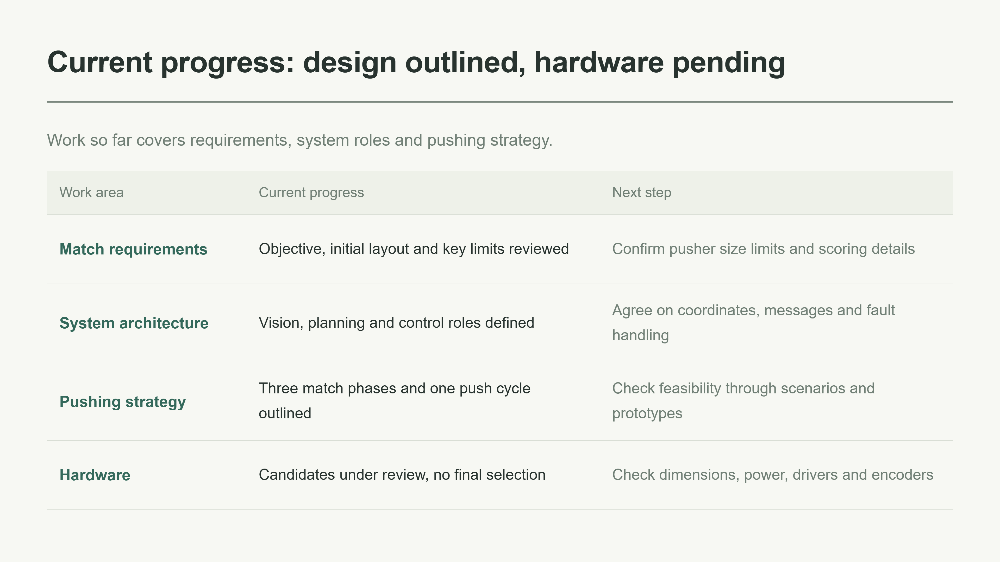 Current progress: design outlined, hardware pending
Work so far covers requirements, system roles and pushing strategy.
Work area
Current progress
Next step
Match requirements
Objective, initial layout and key limits reviewed
Confirm pusher size limits and scoring details
System architecture
Vision, planning and control roles defined
Agree on coordinates, messages and fault
handling
Pushing strategy
Three match phases and one push cycle
outlined
Check feasibility through scenarios and
prototypes
Hardware
Candidates under review, no final selection
Check dimensions, power, drivers and encoders